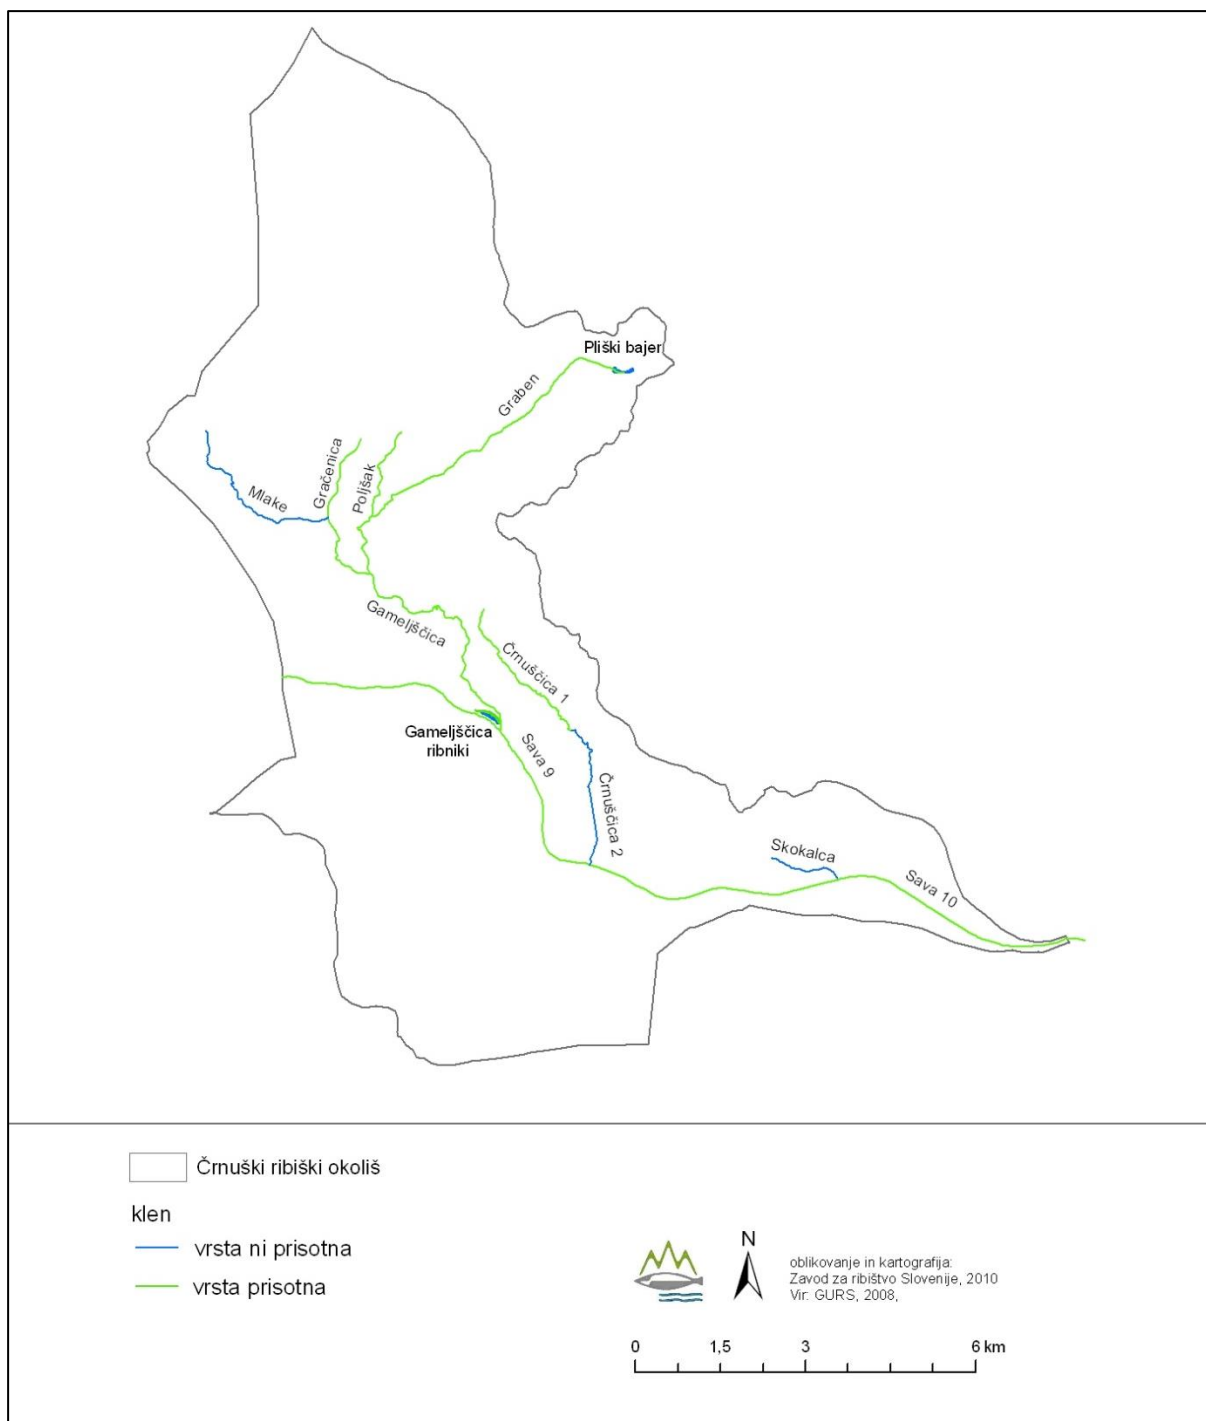 Pliški bajer
Graben
Gračenica
Poljšak
Mlake
Gameljščica
Črnuščica 1
Gameljščica
ribniki
Sava 9
Črnuščica 2
Skokalca
Sava 10
Črnuški ribiški okoliš
klen
vrsta ni prisotna
vrsta prisotna
N
oblikovanje in kartografija:
Zavod za ribištvo Slovenije, 2010
Vir: GURS, 2008,
0 1,5 3 6 km